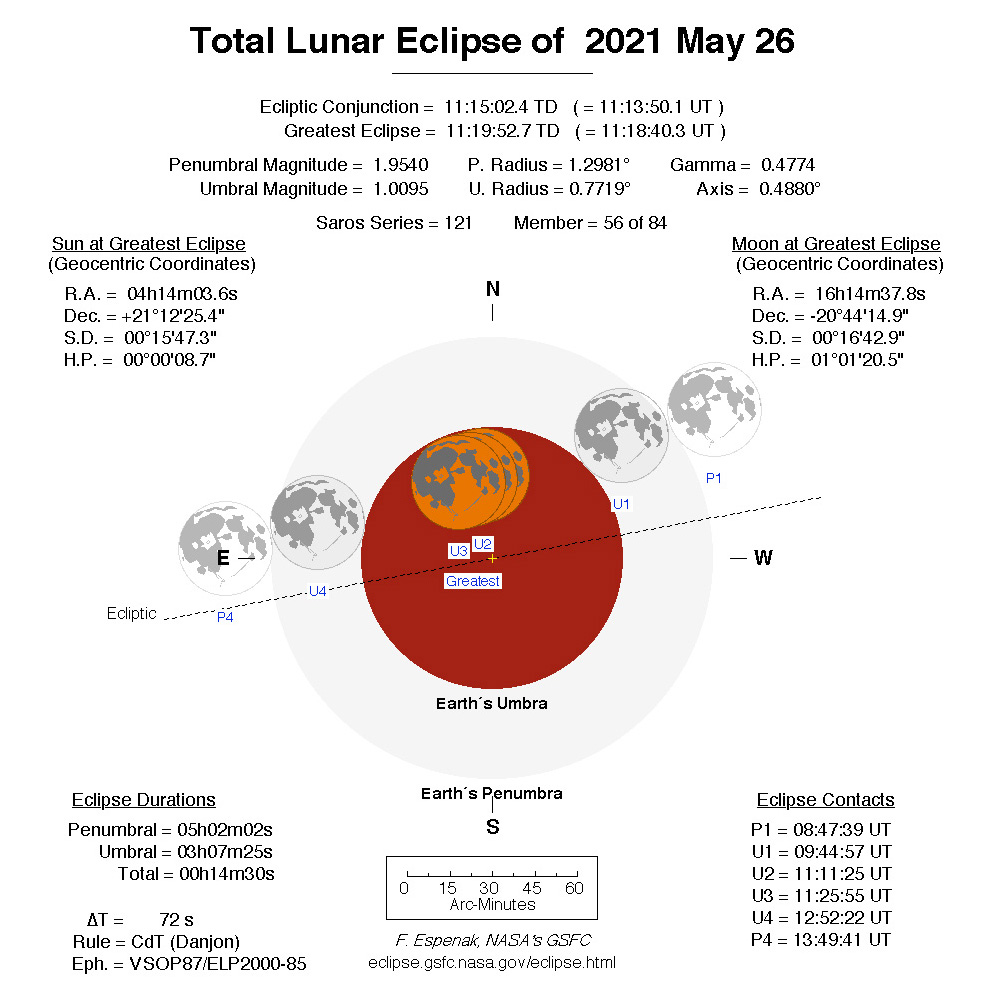 Total Lunar Eclipse of  2021 May 26
Ecliptic Conjunction =  11:15:02.4 TD   ( = 11:13:50.1 UT )
Greatest Eclipse =  11:19:52.7 TD   ( = 11:18:40.3 UT )
Penumbral Magnitude =  1.9540   P. Radius = 1.2981°   Gamma =  0.4774
Umbral Magnitude =  1.0095   U. Radius = 0.7719°   Axis =  0.4880°
Saros Series = 121   Member = 56 of 84
Sun at Greatest Eclipse
(Geocentric Coordinates)
R.A. =  04h14m03.6s
Dec. = +21°12'25.4"
S.D. =  00°15'47.3"
H.P. =  00°00'08.7"
Moon at Greatest Eclipse
(Geocentric Coordinates)
R.A. =  16h14m37.8s
Dec. = -20°44'14.9"
S.D. =  00°16'42.9"
H.P. =  01°01'20.5"
N
P1
U1
U3
U2
E
W
Greatest
U4
Ecliptic
P4
Earth´s Umbra
Earth´s Penumbra
S
Eclipse Durations
Penumbral = 05h02m02s
Umbral = 03h07m25s
Total = 00h14m30s
ΔT =   72 s
Rule = CdT (Danjon)
Eph. = VSOP87/ELP2000-85
0 15 30 45 60
Arc-Minutes
F. Espenak, NASA's GSFC
eclipse.gsfc.nasa.gov/eclipse.html
Eclipse Contacts
P1 = 08:47:39 UT
U1 = 09:44:57 UT
U2 = 11:11:25 UT
U3 = 11:25:55 UT
U4 = 12:52:22 UT
P4 = 13:49:41 UT